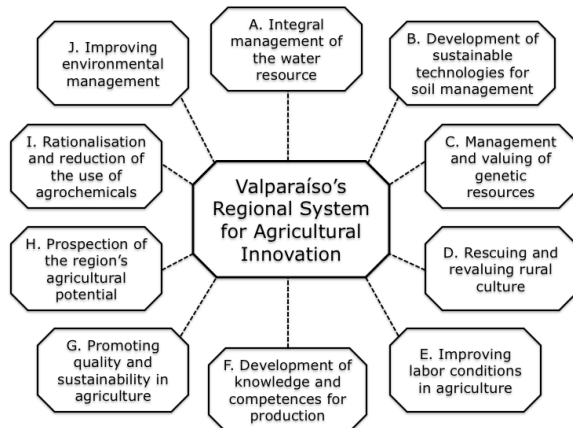 A. Integral
management of
the water
resource
B. Development of
sustainable
technologies for
soil management
C. Management
and valuing of
genetic
resources
D. Rescuing and
revaluing rural
culture
E. Improving
labor conditions
in agriculture
F. Development of
knowledge and
competences for
production
G. Promoting
quality and
sustainability in
agriculture
H. Prospection of
the region's
agricultural
potential
I. Rationalisation
and reduction of
the use of
agrochemicals
J. Improving
environmental
management
Valparaíso's
Regional System
for Agricultural
Innovation